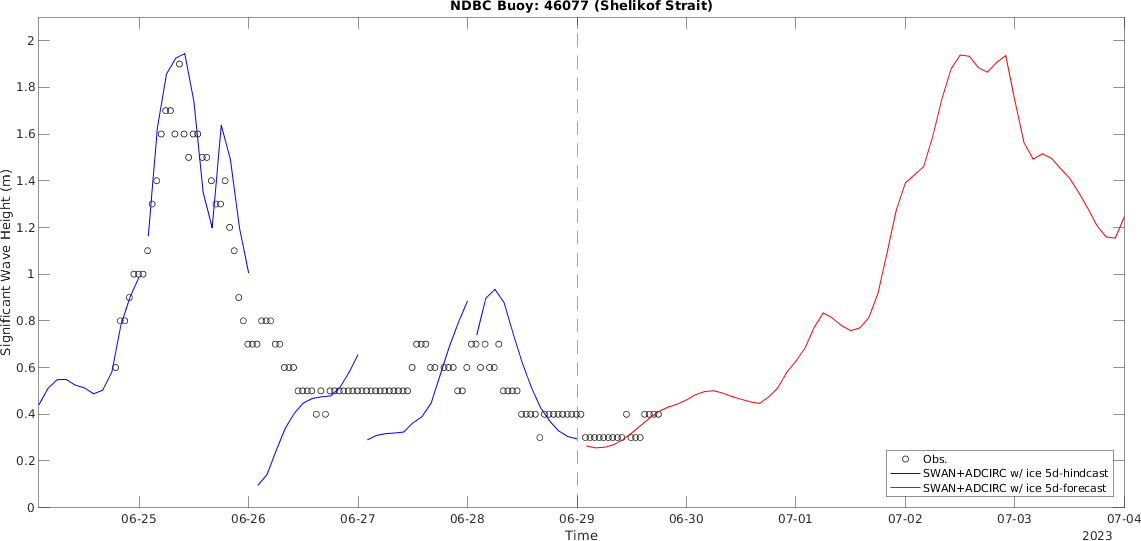 NDBC Buoy: 46077 (Shelikof Strait)
Significant Wave Height (m)
2
1.8
1.6
1.4
1.2
1
0.8
0.6
0.4
0.2
0
Obs.
SWAN+ADCIRC w/ ice 5d-hindcast
SWAN+ADCIRC w/ ice 5d-forecast
06-25 06-26 06-27 06-28 06-29 06-30 07-01 07-02 07-03 07-04
Time
2023